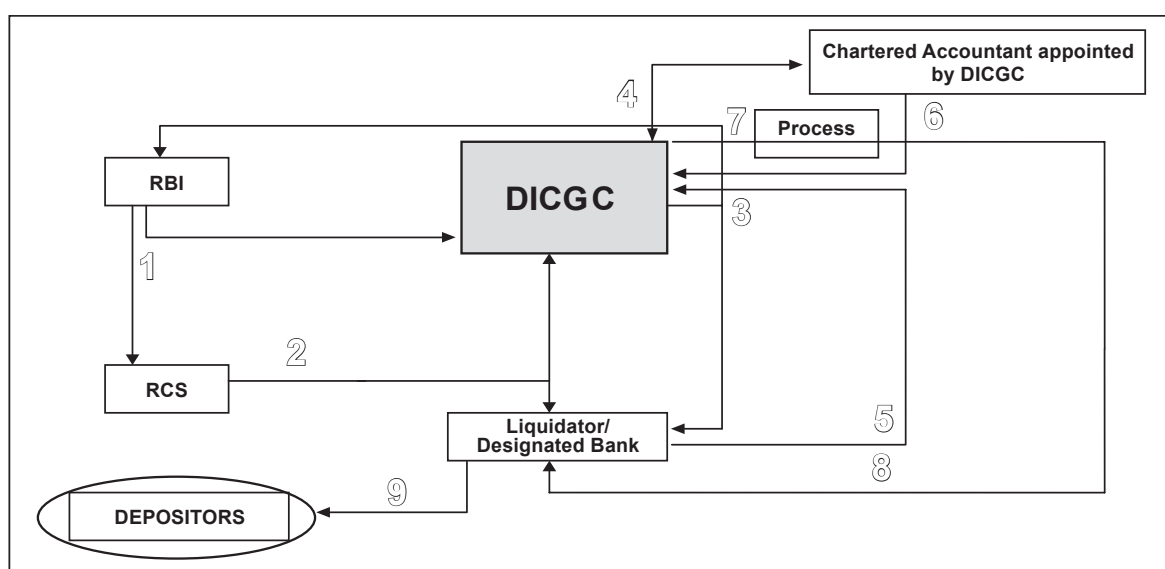 Chartered Accountant appointed
by DICGC
4
7
Process
6
RBI
DICGC
3
1
2
RCS
Liquidator/
Designated Bank
5
8
9
DEPOSITORS